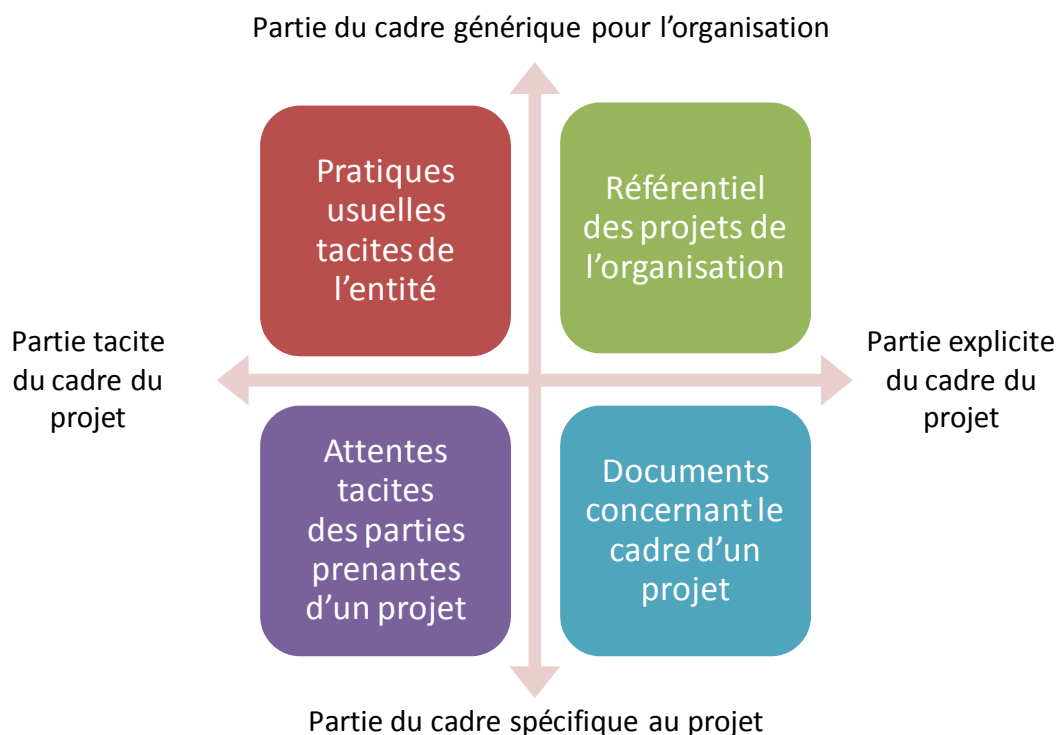 Partie du cadre générique pour l'organisation
Pratiques
usuelles
tacites de
l'entité
Référentiel
des projets de
l'organisation
Partie tacite
du cadre du
projet
Partie explicite
du cadre du
projet
Attentes
tacites
des parties
prenantes
d'un projet
Documents
concernant le
cadre d'un
projet
Partie du cadre spécifique au projet